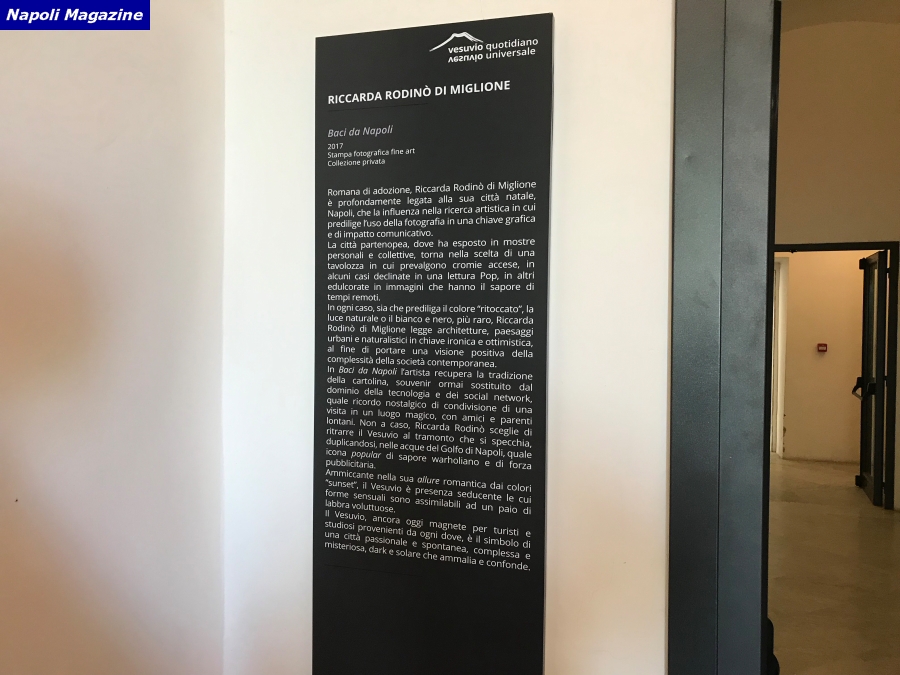 Napoli Magazine
vesuvio quotidiano
vesuvio universale
RICCARDA RODINÒ DI MIGLIONE
Baci da Napoli
2017
Stampa fotografica fine art
Collezione privata
Romana di adozione, Riccarda Rodinò di Miglione
è profondamente legata alla sua città natale,
Napoli, che la influenza nella ricerca artistica in cui
predilige l'uso della fotografia in una chiave grafica
e di impatto comunicativo.
La città partenopea, dove ha esposto in mostre
personali e collettive, torna nella scelta di una
tavolozza in cui prevalgono cromie accese, in
alcuni casi declinate in una lettura Pop, in altri
edulcorate in immagini che hanno il sapore di
tempi remoti.
In ogni caso, sia che prediliga il colore “ritoccato”, la
luce naturale o il bianco e nero, più raro, Riccarda
Rodinò di Miglione legge architetture, paesaggi
urbani e naturalistici in chiave ironica e ottimistica,
al fine di portare una visione positiva della
complessità della società contemporanea.
In Baci da Napoli l'artista recupera la tradizione
della cartolina, souvenir ormai sostituito dal
dominio della tecnologia e dei social network,
quale ricordo nostalgico di condivisione di una
visita in un luogo magico, con amici e parenti
lontani. Non a caso, Riccarda Rodinò sceglie di
ritrarre il Vesuvio al tramonto che si specchia,
duplicandosi, nelle acque del Golfo di Napoli, quale
icona popular di sapore warholiano e di forza
pubblicitaria.
Ammiccante nella sua allure romantica dai colori
“sunset”, il Vesuvio è presenza seducente le cui
forme sensuali sono assimilabili ad un paio di
labbra voluttuose.
Il Vesuvio, ancora oggi magnete per turisti e
studiosi provenienti da ogni dove, è il simbolo di
una città passionale e spontanea, complessa e
misteriosa, dark e solare che ammalia e confonde.